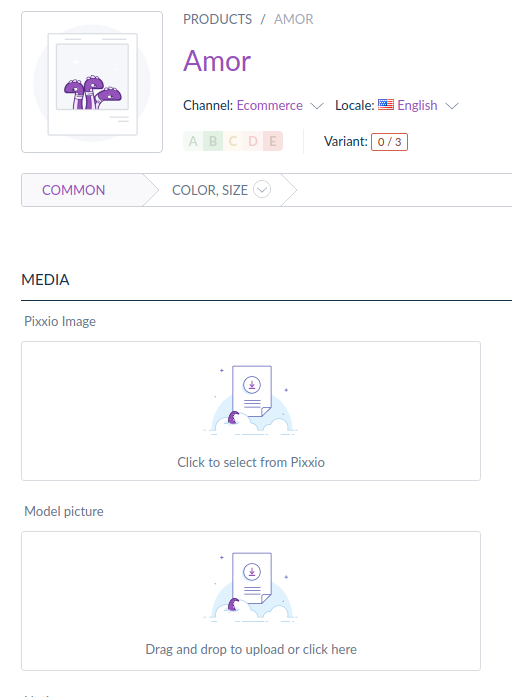 PRODUCTS / AMOR
Amor
Channel: Ecommerce Locale: English
A B C D E Variant: 0 / 3
COMMON COLOR, SIZE
MEDIA
Pixxio Image
Click to select from Pixxio
Model picture
Drag and drop to upload or click here